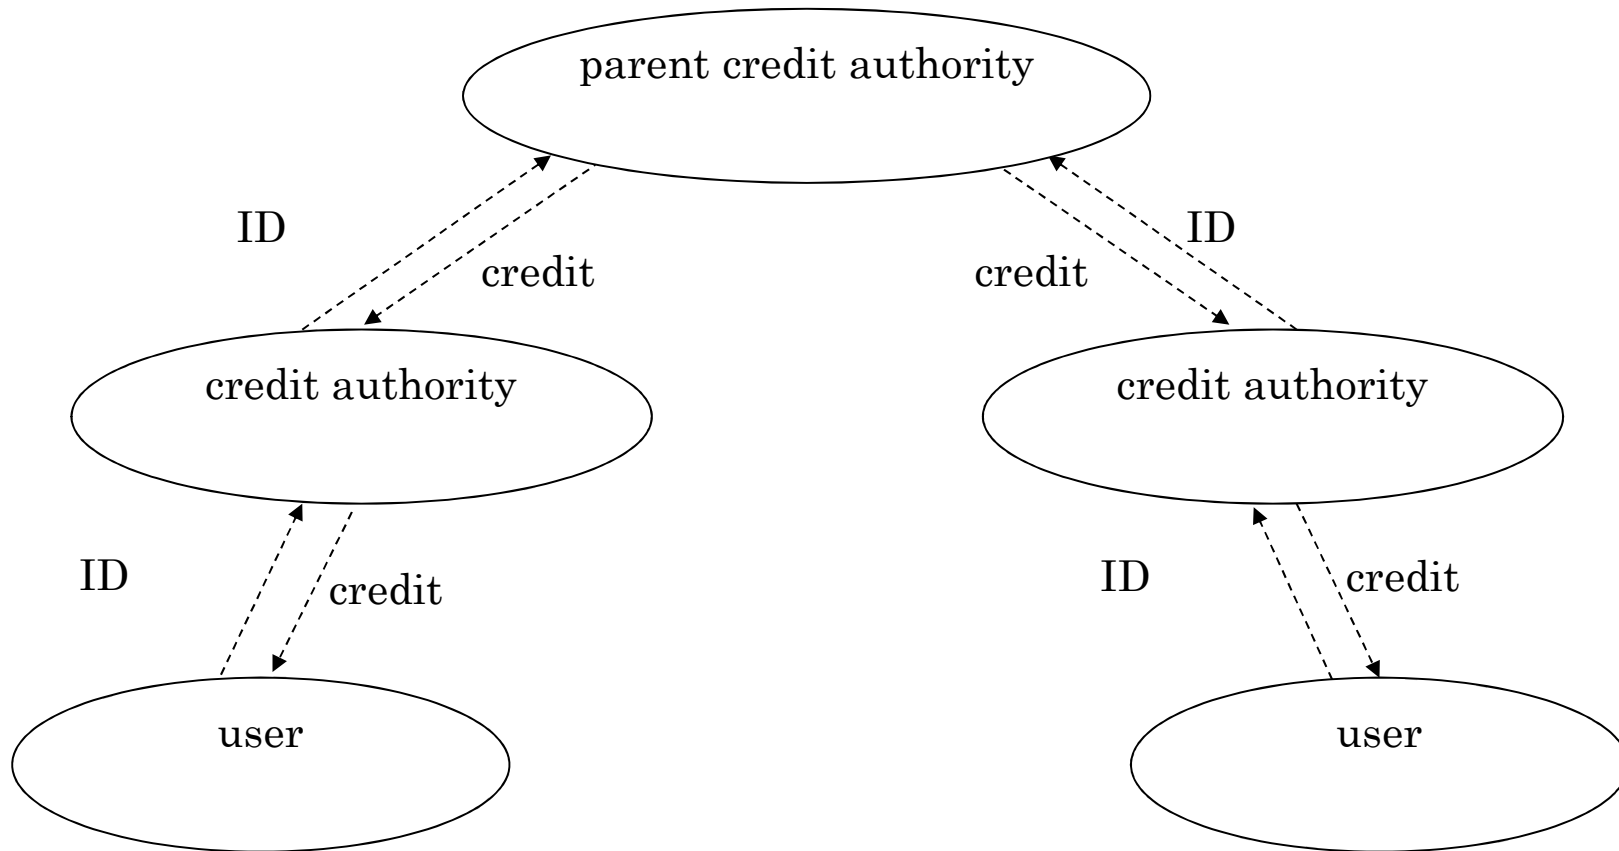 parent credit authority
ID
ID
credit
credit
credit authority
credit authority
ID
credit
ID
credit
user
user